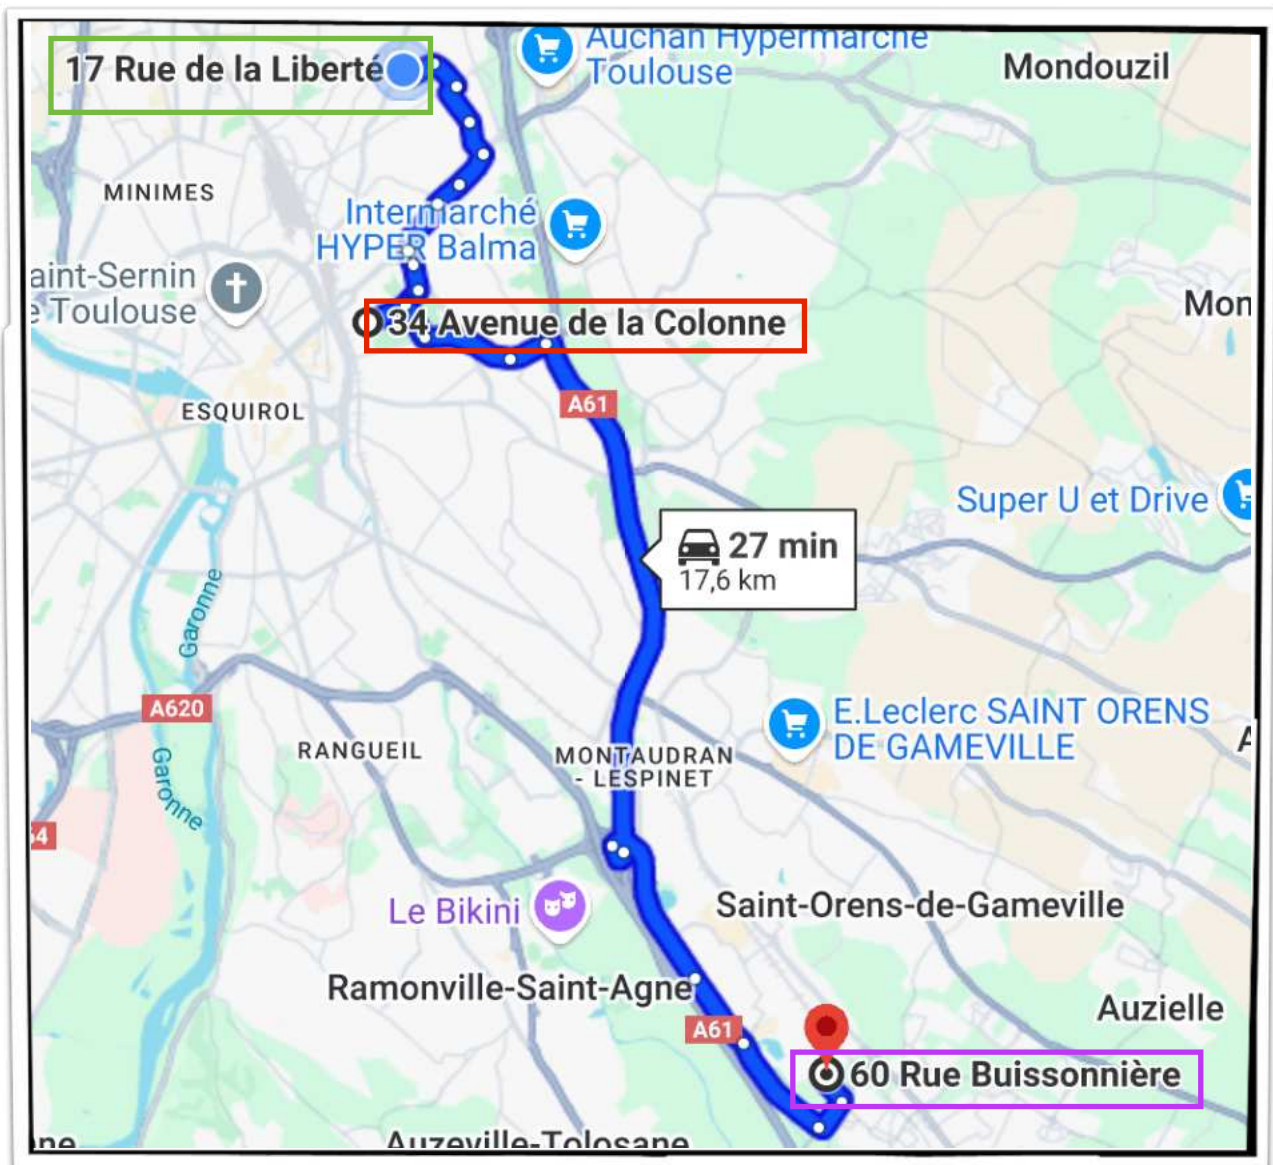 17 Rue de la Liberté
Auchan Hypermarché
Toulouse
Mondouzil
MINIMES
Intermarché
HYPER Balma
aint-Sernin
e Toulouse
Mon
34 Avenue de la Colonne
ESQUIROL
A61
Super U et Drive
27 min
17,6 km
Garonne
A620
E.Leclerc SAINT ORENS
DE GAMEVILLE
RANGUEIL
MONTAUDRAN
- LESPINET
A
Garonne
64
Le Bikini
Saint-Orens-de-Gameville
Ramonville-Saint-Agne
Auzielle
A61
60 Rue Buissonnière
Auzeville-Tolosane